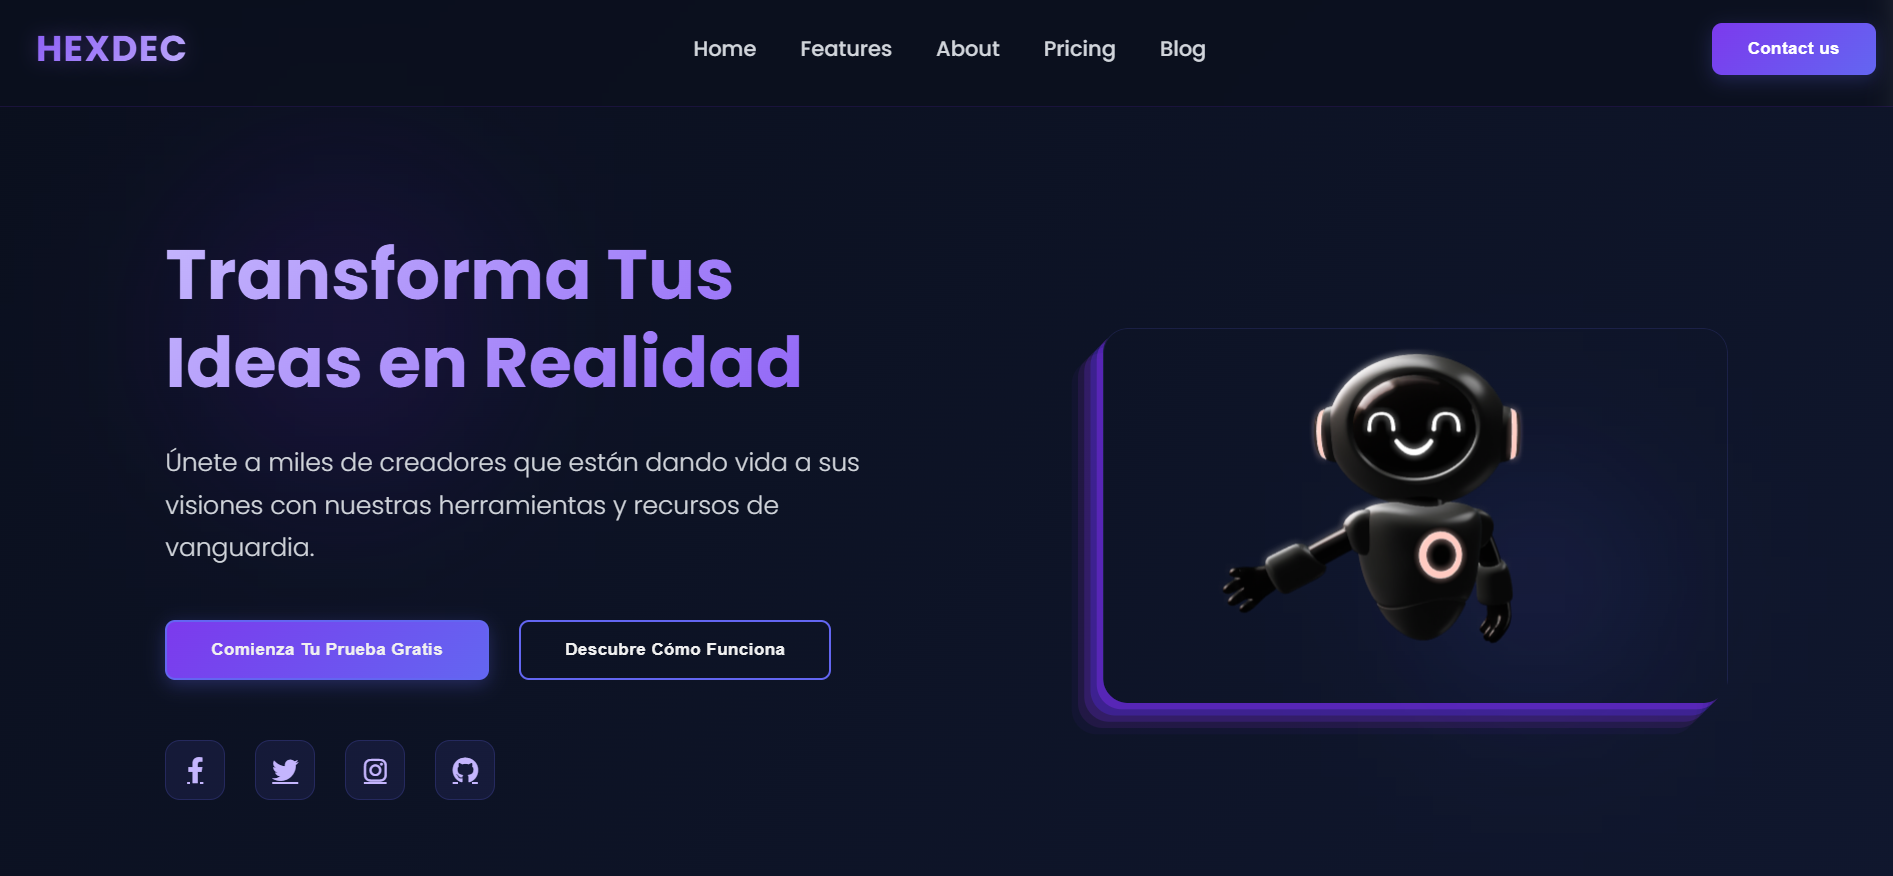 HEXDEC
Home Features About Pricing Blog
Contact us
Transforma Tus
Ideas en Realidad
Únete a miles de creadores que están dando vida a sus
visiones con nuestras herramientas y recursos de
vanguardia.
Comienza Tu Prueba Gratis
Descubre Cómo Funciona